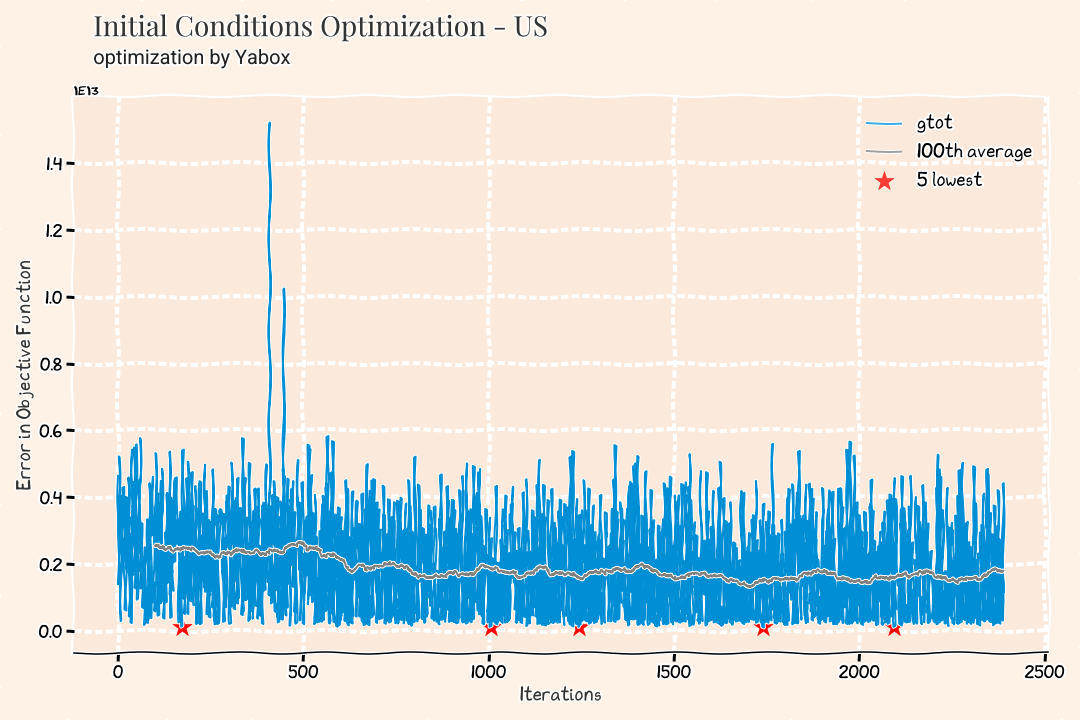 Initial Conditions Optimization - US
optimization by Yabox
1E13
gtot
100th average
5 lowest
1.4
1.2
1.0
0.8
0.6
0.4
0.2
0.0
Error in Objective Function
0 500 1000 1500 2000 2500
Iterations